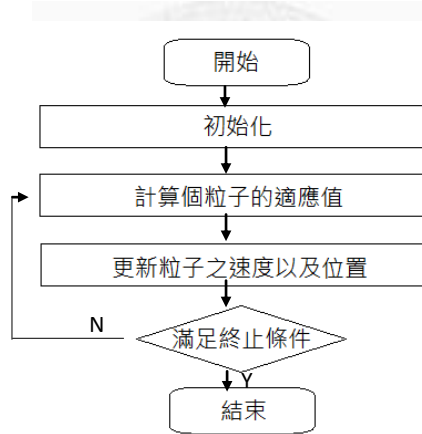 開始
初始化
計算個粒子的適應值
更新粒子之速度以及位置
滿足終止條件
N
Y
結束